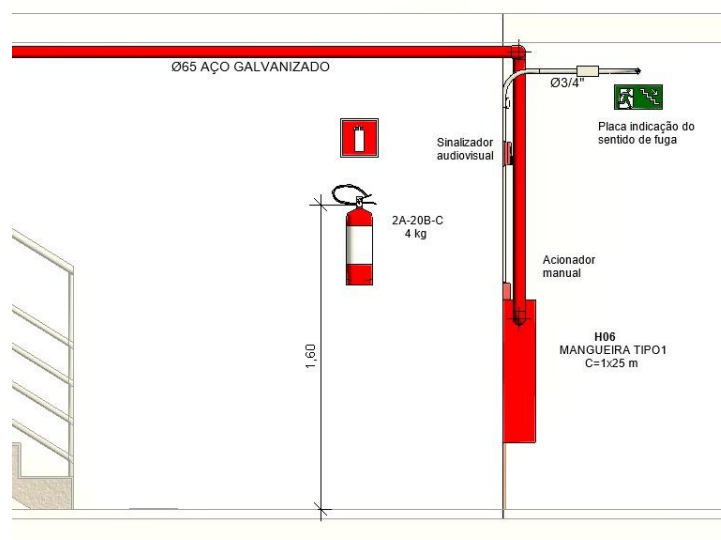 Ø65 AÇO GALVANIZADO
Ø3/4"
Placa indicação do
sentido de fuga
Sinalizador
audiovisual
2A-20B-C
4 kg
Acionador
manual
1,60
H06
MANGUEIRA TIPO1
C=1x25 m